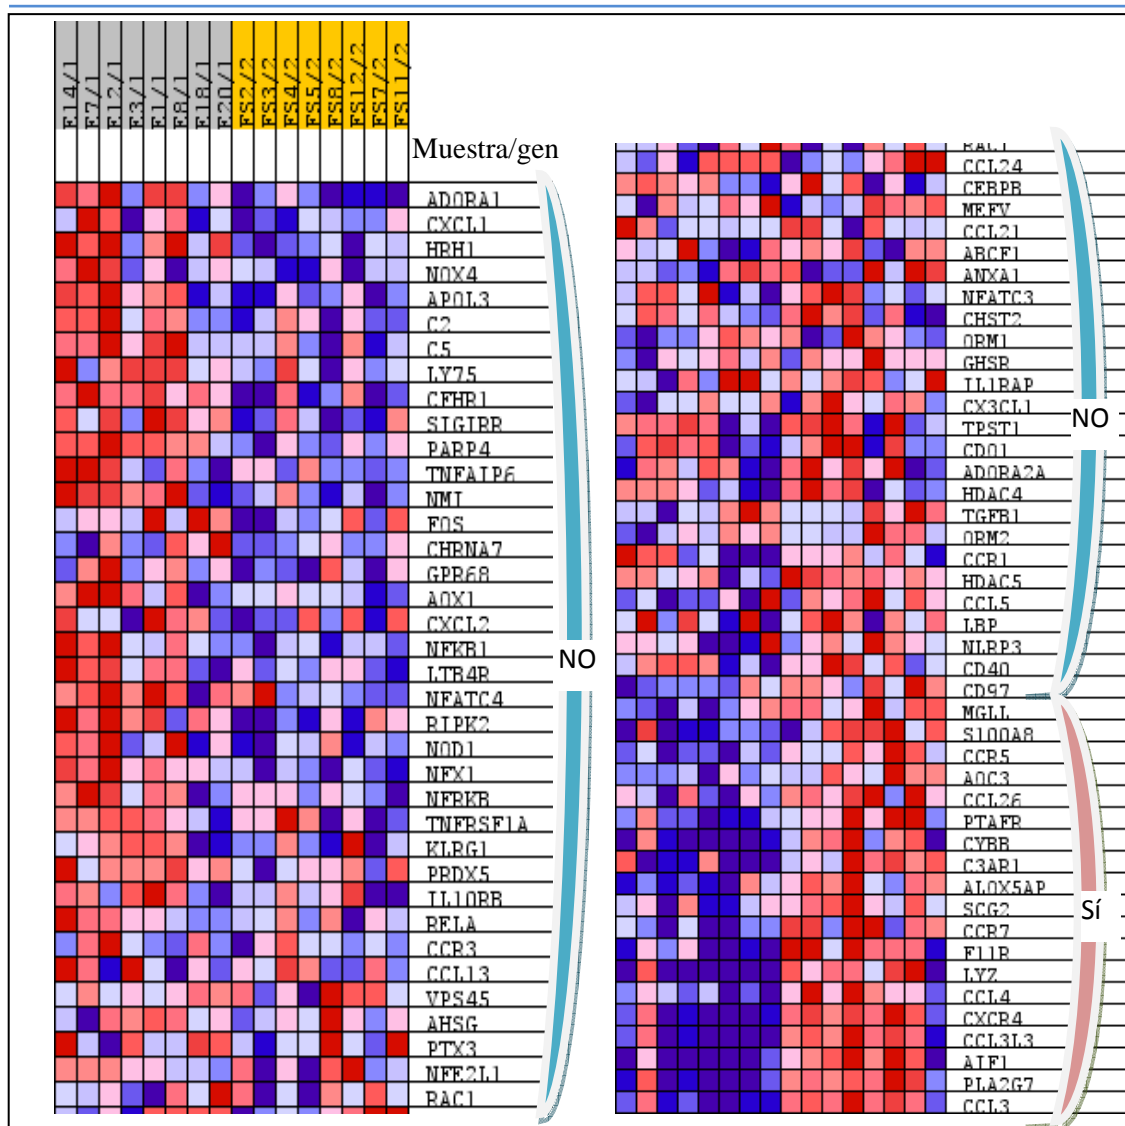 E14/1
E7/1
E12/1
E3/1
E1/1
E8/1
E18/1
E20/1
FS2/2
FS3/2
FS4/2
FS5/2
FS8/2
FS12/2
FS7/2
FS11/2
Muestra/gen
ADORA1
CXCL1
HRH1
NOX4
APOL3
C2
C5
LY75
CFHR1
SIGIRR
PARP4
TNFAIP6
NMI
FOS
CHRNA7
GPR68
AOX1
CXCL2
NFKB1
LTB4R
NFATC4
RIPK2
NOD1
NFX1
NFRKB
TNFRSF1A
KLRG1
PRDX5
IL10RB
RELA
CCR3
CCL13
VPS45
AHSG
PTX3
NFE2L1
RAC1
NO
RAC1
CCL24
CEBPB
MEFV
CCL21
ABCF1
ANXA1
NFATC3
CHST2
ORM1
GHSR
IL1RAP
CX3CL1
TPST1
CDO1
ADORA2A
HDAC4
TGFB1
ORM2
CCR1
HDAC5
CCL5
LBP
NLRP3
CD40
CD97
MGLL
S100A8
CCR5
AOC3
CCL26
PTAFR
CYBB
C3AR1
ALOX5AP
SCG2
CCR7
F11R
LYZ
CCL4
CXCR4
CCL3L3
AIF1
PLA2G7
CCL3
NO
Sí